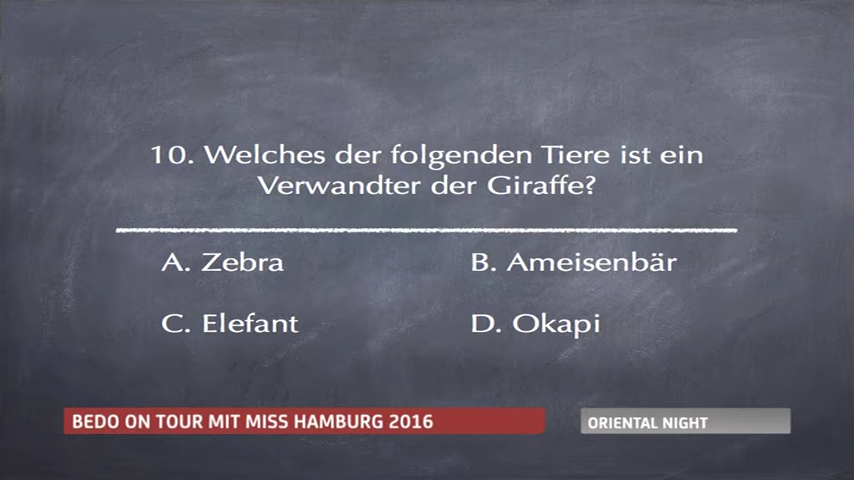 10. Welches der folgenden Tiere ist ein
Verwandter der Giraffe?
A. Zebra
B. Ameisenbär
C. Elefant
D. Okapi
BEDO ON TOUR MIT MISS HAMBURG 2016
ORIENTAL NIGHT